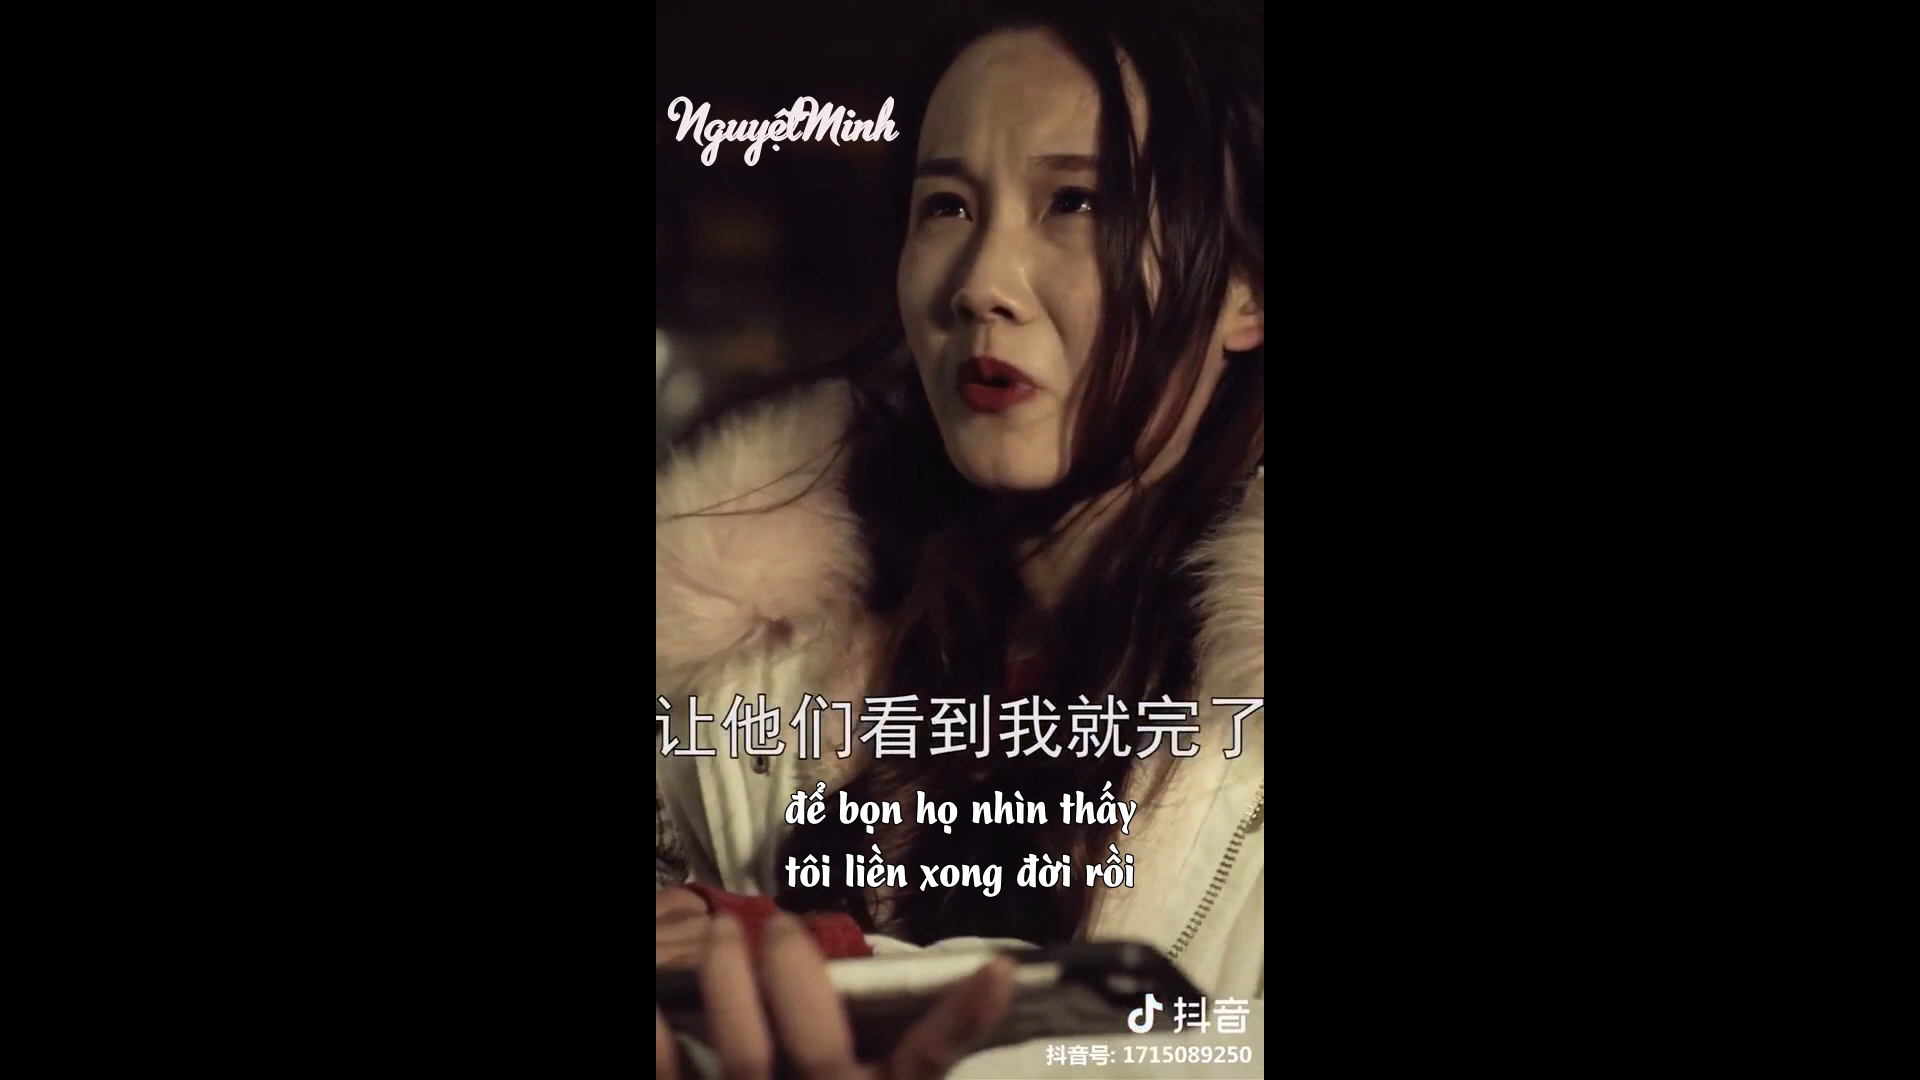 NguyệtMinh
让他们看到我就完了
để bọn họ nhìn thấy
tôi liền xong đời rồi
抖音
抖音号: 1715089250